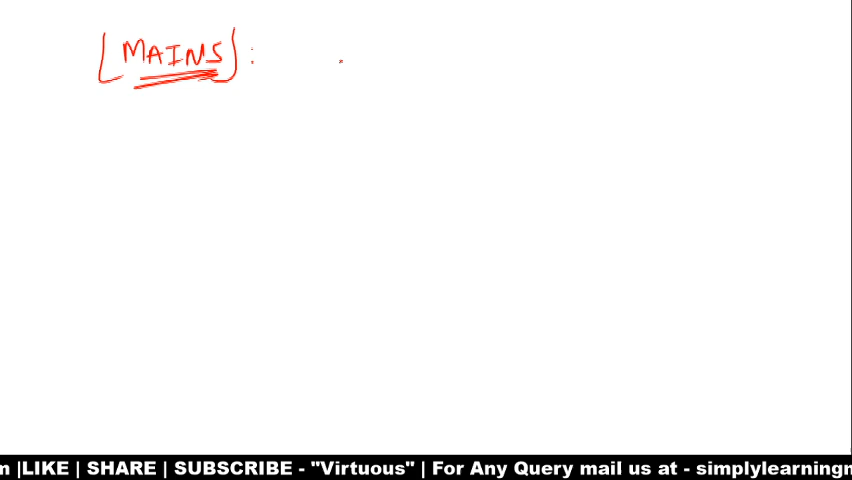 [MAINS]:
n |LIKE | SHARE | SUBSCRIBE - "Virtuous" | For Any Query mail us at - simplylearningn